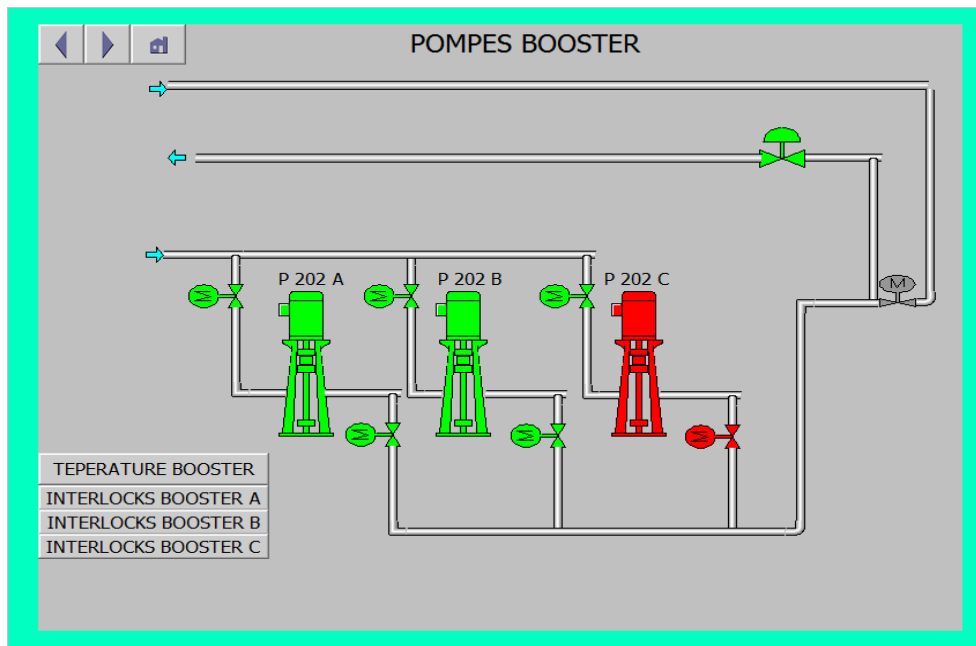 POMPES BOOSTER
M
P 202 A
P 202 B
P 202 C
M
M
M
M
M
M
TEPERATURE BOOSTER
INTERLOCKS BOOSTER A
INTERLOCKS BOOSTER B
INTERLOCKS BOOSTER C